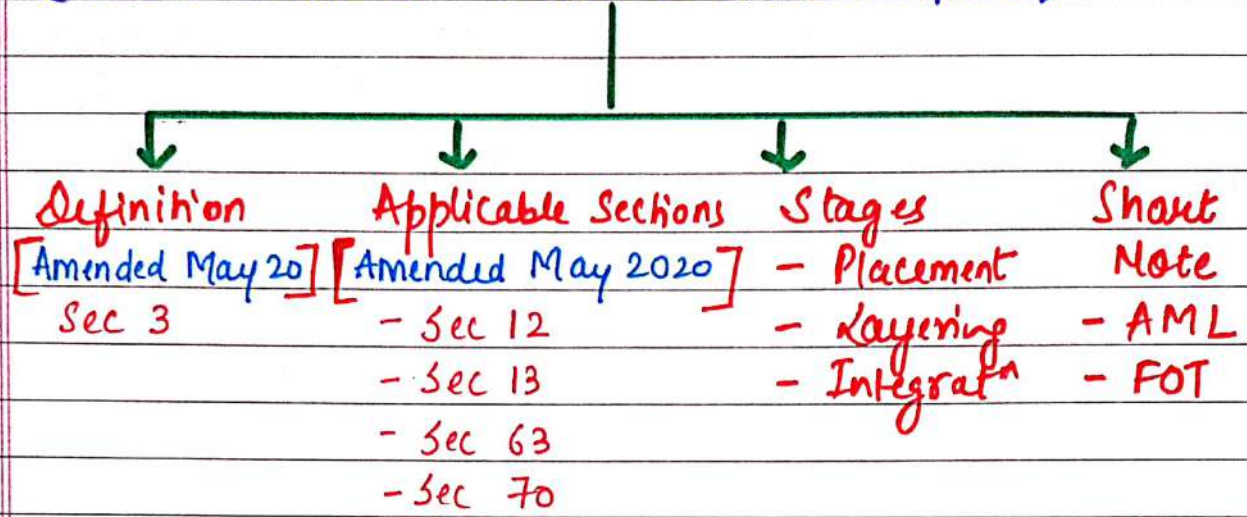 Definition Applicable Sections Stages Short
[Amended May 20] [Amended May 2020] - Placement Note
Sec 3 - Sec 12 - Layering - AML
- Sec 13 - Integratn - FOT
- Sec 63
- Sec 70